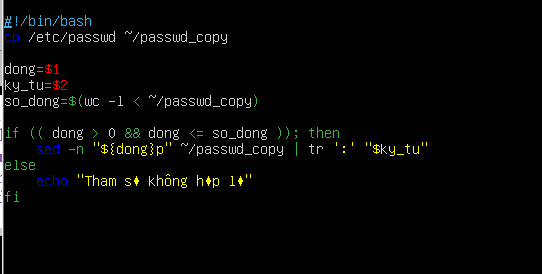 #!/bin/bash
cp /etc/passwd ~/passwd_copy
dong=$1
ky_tu=$2
so_dong=$(wc -l < ~/passwd_copy)
if (( dong > 0 && dong <= so_dong )); then
sed -n "${dong}p" ~/passwd_copy | tr ':' "$ky_tu"
else
echo "Tham s♦ không h♦p l♦"
fi